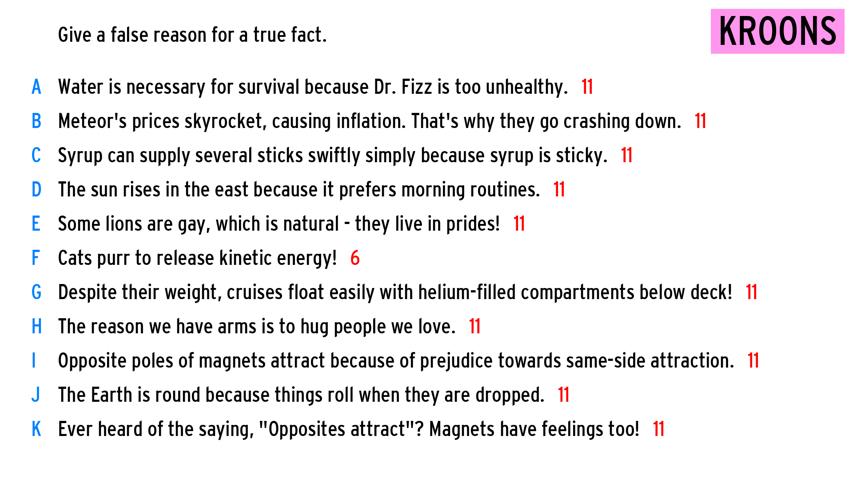 Give a false reason for a true fact.
KROONS
A Water is necessary for survival because Dr. Fizz is too unhealthy. 11
B Meteor's prices skyrocket, causing inflation. That's why they go crashing down. 11
C Syrup can supply several sticks swiftly simply because syrup is sticky. 11
D The sun rises in the east because it prefers morning routines. 11
E Some lions are gay, which is natural - they live in prides! 11
F Cats purr to release kinetic energy! 6
G Despite their weight, cruises float easily with helium-filled compartments below deck! 11
H The reason we have arms is to hug people we love. 11
I Opposite poles of magnets attract because of prejudice towards same-side attraction. 11
J The Earth is round because things roll when they are dropped. 11
K Ever heard of the saying, "Opposites attract"? Magnets have feelings too! 11